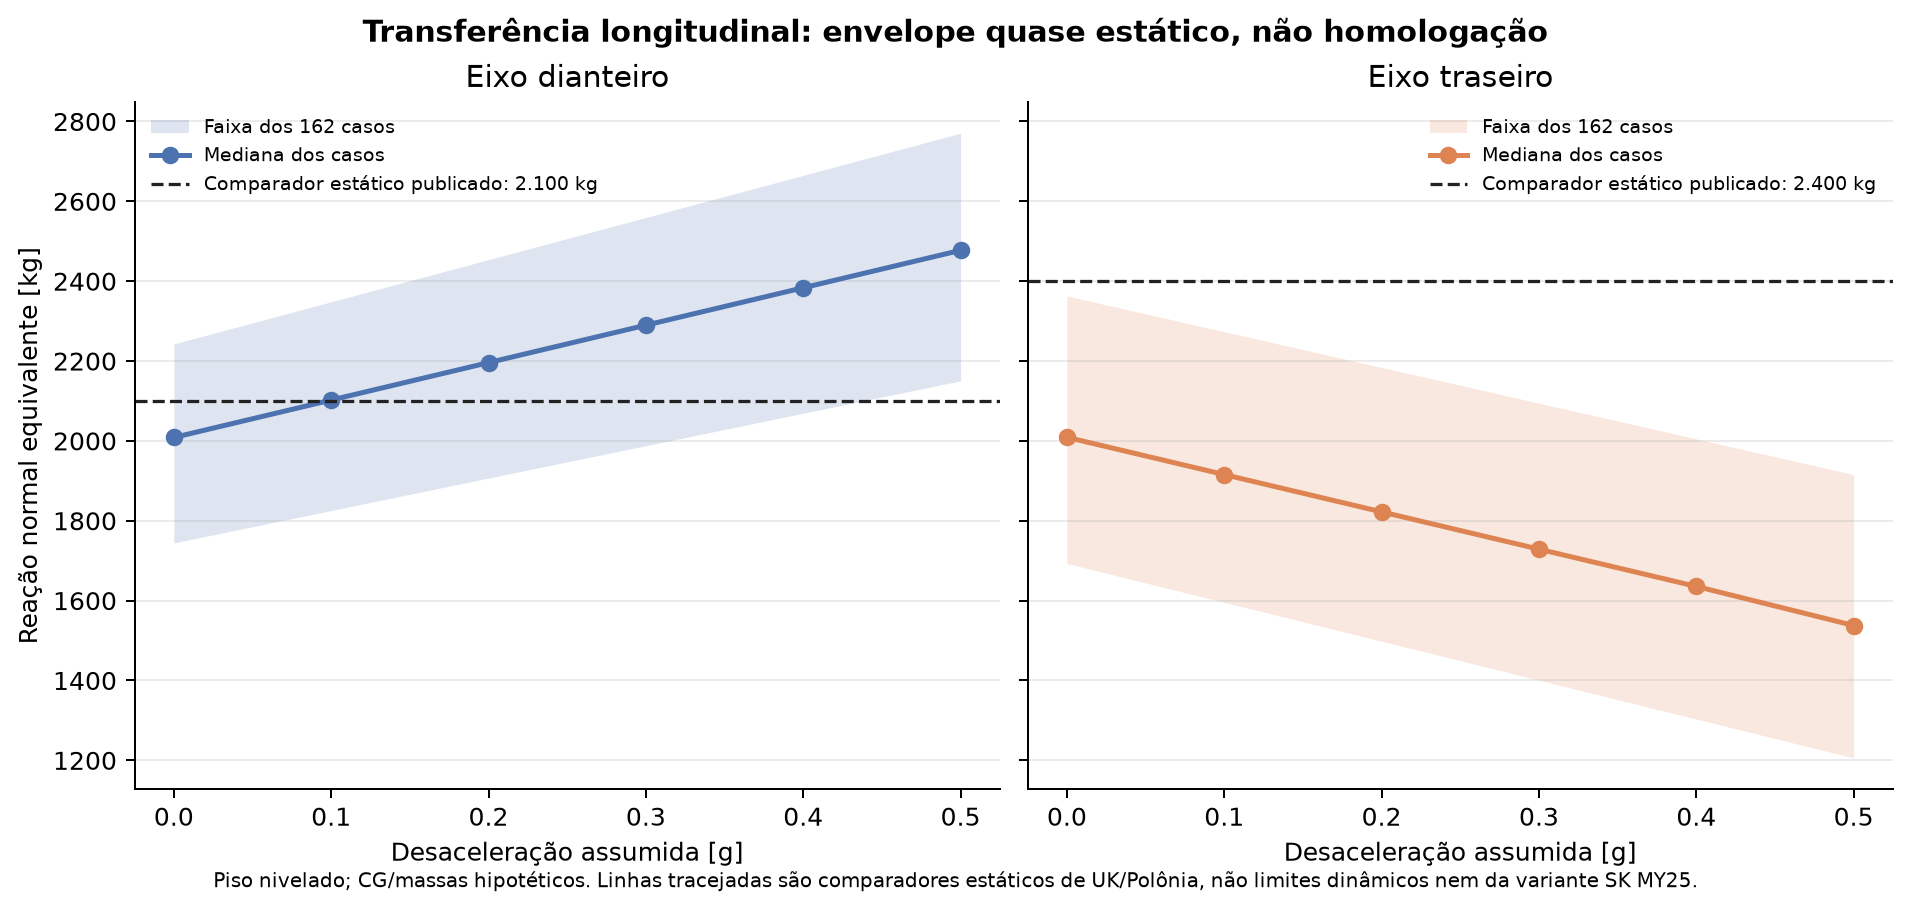 Transferência longitudinal: envelope quase estático, não homologação
Eixo dianteiro
Eixo traseiro
Reação normal equivalente [kg]
2800
2600
2400
2200
2000
1800
1600
1400
1200
Faixa dos 162 casos
Mediana dos casos
Comparador estático publicado: 2.100 kg
Faixa dos 162 casos
Mediana dos casos
Comparador estático publicado: 2.400 kg
0.0 0.1 0.2 0.3 0.4 0.5
0.0 0.1 0.2 0.3 0.4 0.5
Desaceleração assumida [g]
Desaceleração assumida [g]
Piso nivelado; CG/massas hipotéticos. Linhas tracejadas são comparadores estáticos de UK/Polônia, não limites dinâmicos nem da variante SK MY25.